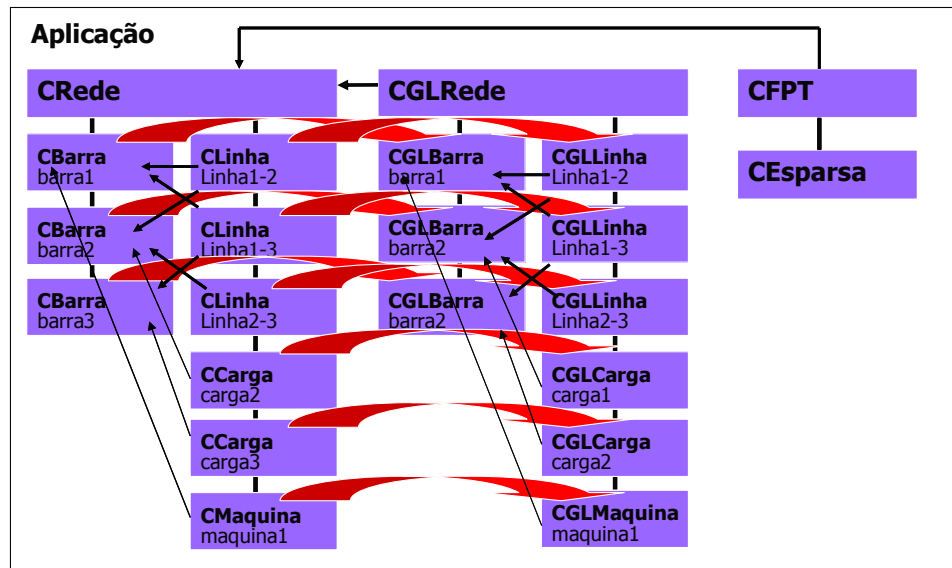 Aplicação
CRede
CGLRede
CFPT
CBarra
barra1
CLinha
Linha1-2
CGLBarra
barra1
CGLLinha
Linha1-2
CEsparsa
CBarra
barra2
CLinha
Linha1-3
CGLBarra
barra2
CGLLinha
Linha1-3
CBarra
barra3
CLinha
Linha2-3
CGLBarra
barra2
CGLLinha
Linha2-3
CCarga
carga2
CGLCarga
carga1
CCarga
carga3
CGLCarga
carga2
CMaquina
maquina1
CGLMaquina
maquina1